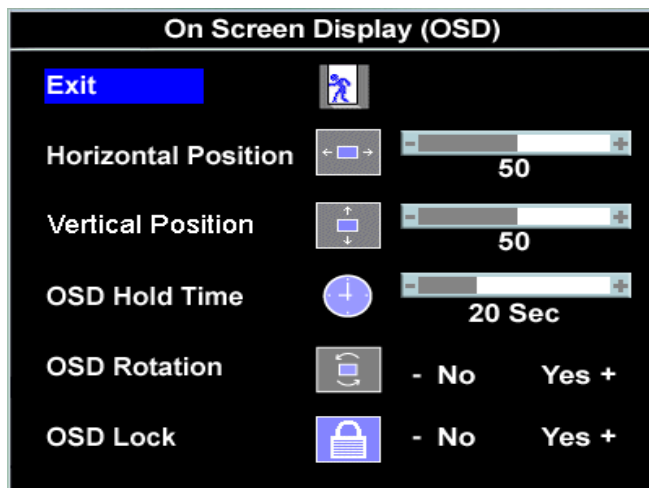 On Screen Display (OSD)
Exit
Horizontal Position - + 
50
Vertical Position - +
50
OSD Hold Time - +
20 Sec
OSD Rotation - No Yes +
OSD Lock - No Yes +